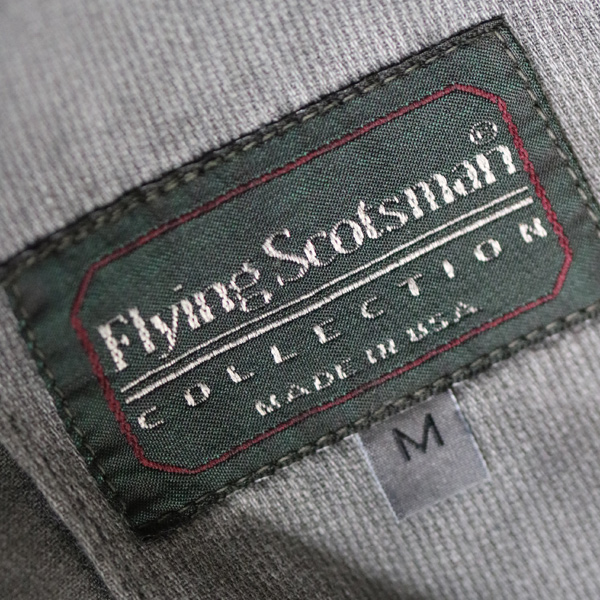 Flying Scotsman®
COLLECTION
MADE IN USA
M